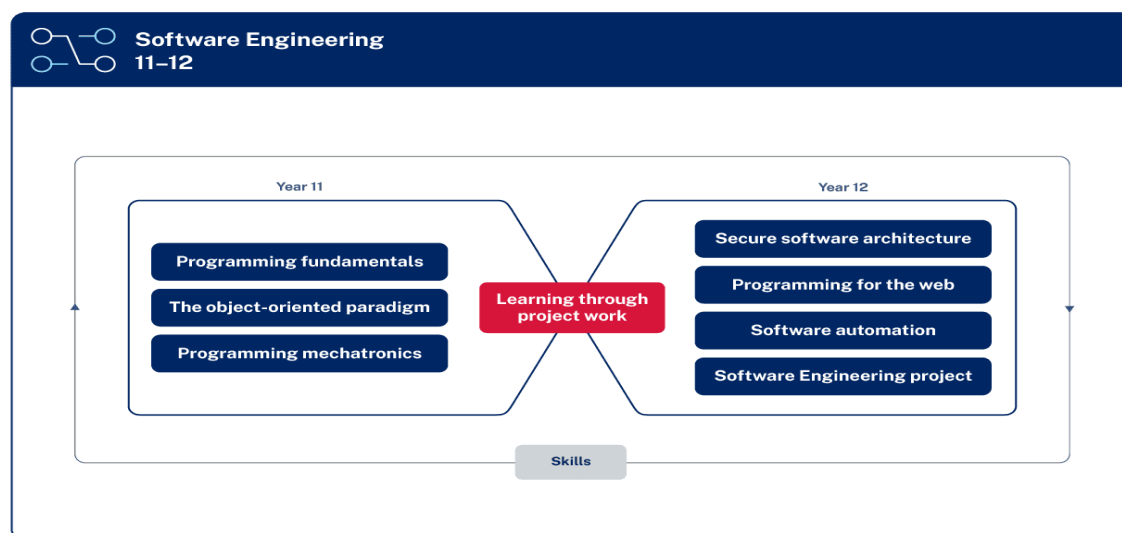 Software Engineering
11–12
Year 11
Programming fundamentals
The object-oriented paradigm
Programming mechatronics
Learning through
project work
Year 12
Secure software architecture
Programming for the web
Software automation
Software Engineering project
Skills